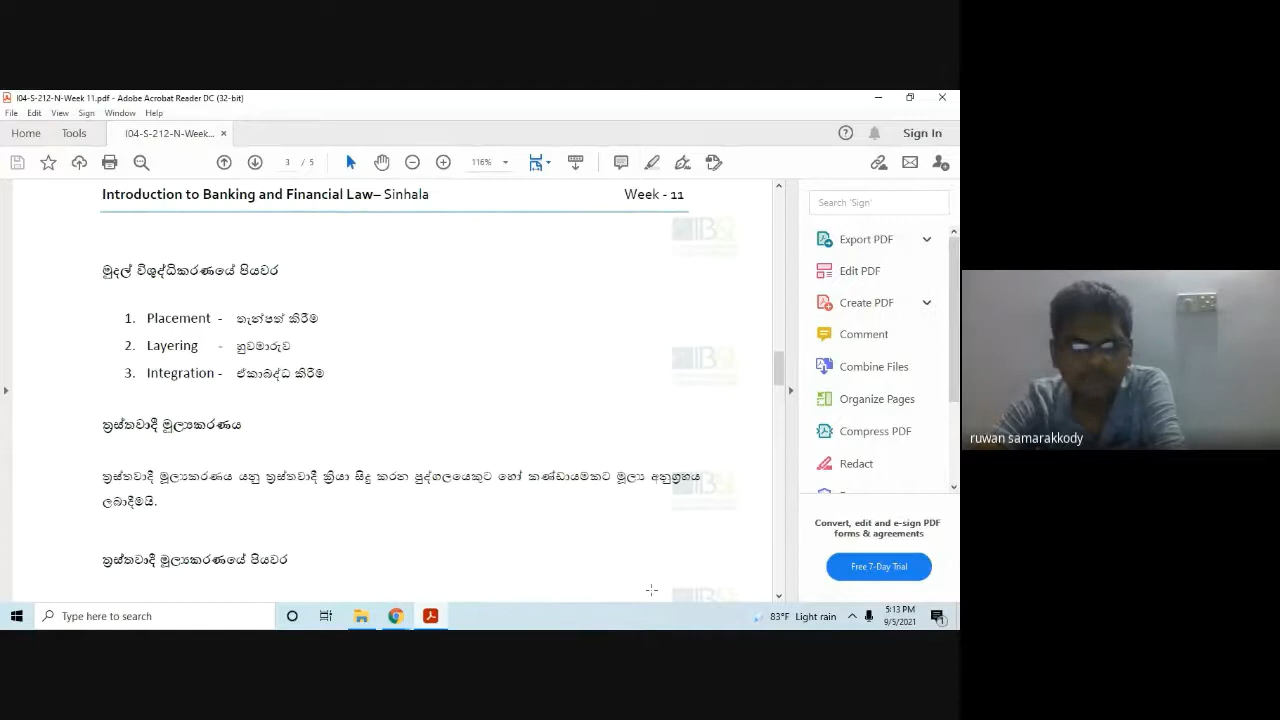 I04-S-212-N-Week 11.pdf - Adobe Acrobat Reader DC (32-bit)
File Edit View Sign Window Help
Home Tools I04-S-212-N-Week... × Sign In
3 / 5 116%
Introduction to Banking and Financial Law– Sinhala Week - 11
මුදල් විශුද්ධිකරණයේ පියවර
1. Placement - තැන්පත් කිරීම
2. Layering - හුවමාරුව
3. Integration - ඒකාබද්ධ කිරීම
ත්‍රස්තවාදී මූල්‍යකරණය
ත්‍රස්තවාදී මූල්‍යකරණය යනු ත්‍රස්තවාදී ක්‍රියා සිදු කරන පුද්ගලයෙකුට හෝ කණ්ඩායමකට මූල්‍ය අනුග්‍රහය
ලබාදීමයි.
ත්‍රස්තවාදී මූල්‍යකරණයේ පියවර
Search 'Sign'
Export PDF
Edit PDF
Create PDF
Comment
Combine Files
Organize Pages
Compress PDF
Redact
Convert, edit and e-sign PDF
forms & agreements
Free 7-Day Trial
ruwan samarakkody
Type here to search
83°F Light rain
5:13 PM
9/5/2021
1